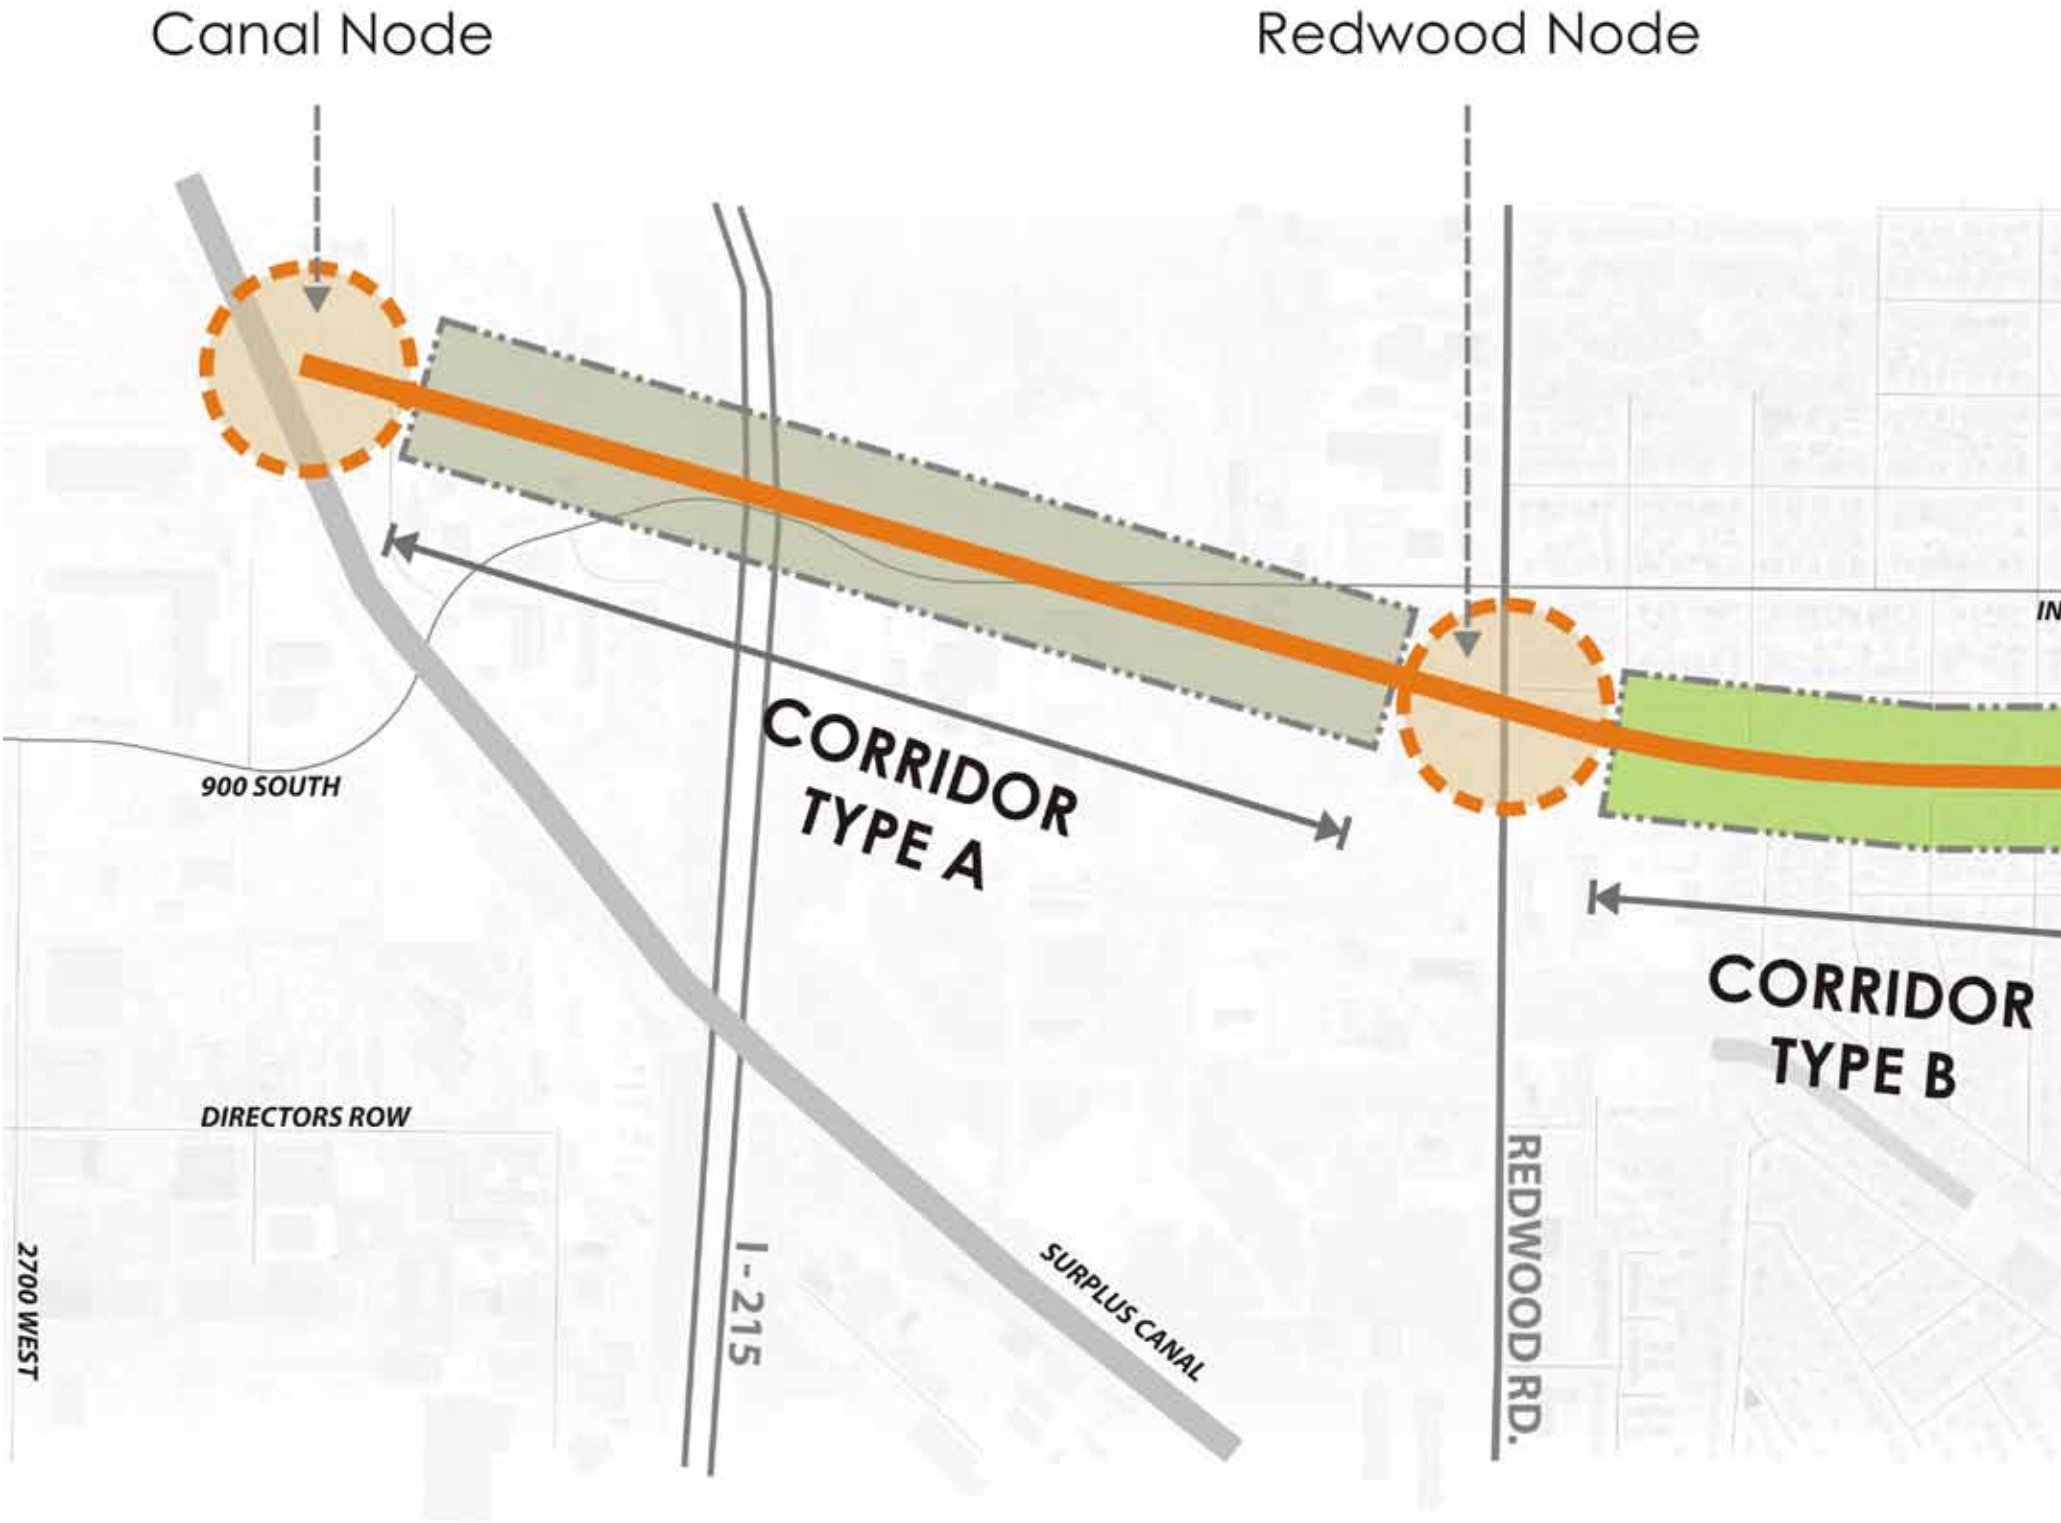 Canal Node
Redwood Node
IN
CORRIDOR
TYPE A
900 SOUTH
CORRIDOR
TYPE B
DIRECTORS ROW
REDWOOD RD.
2700 WEST
I-215
SURPLUS CANAL